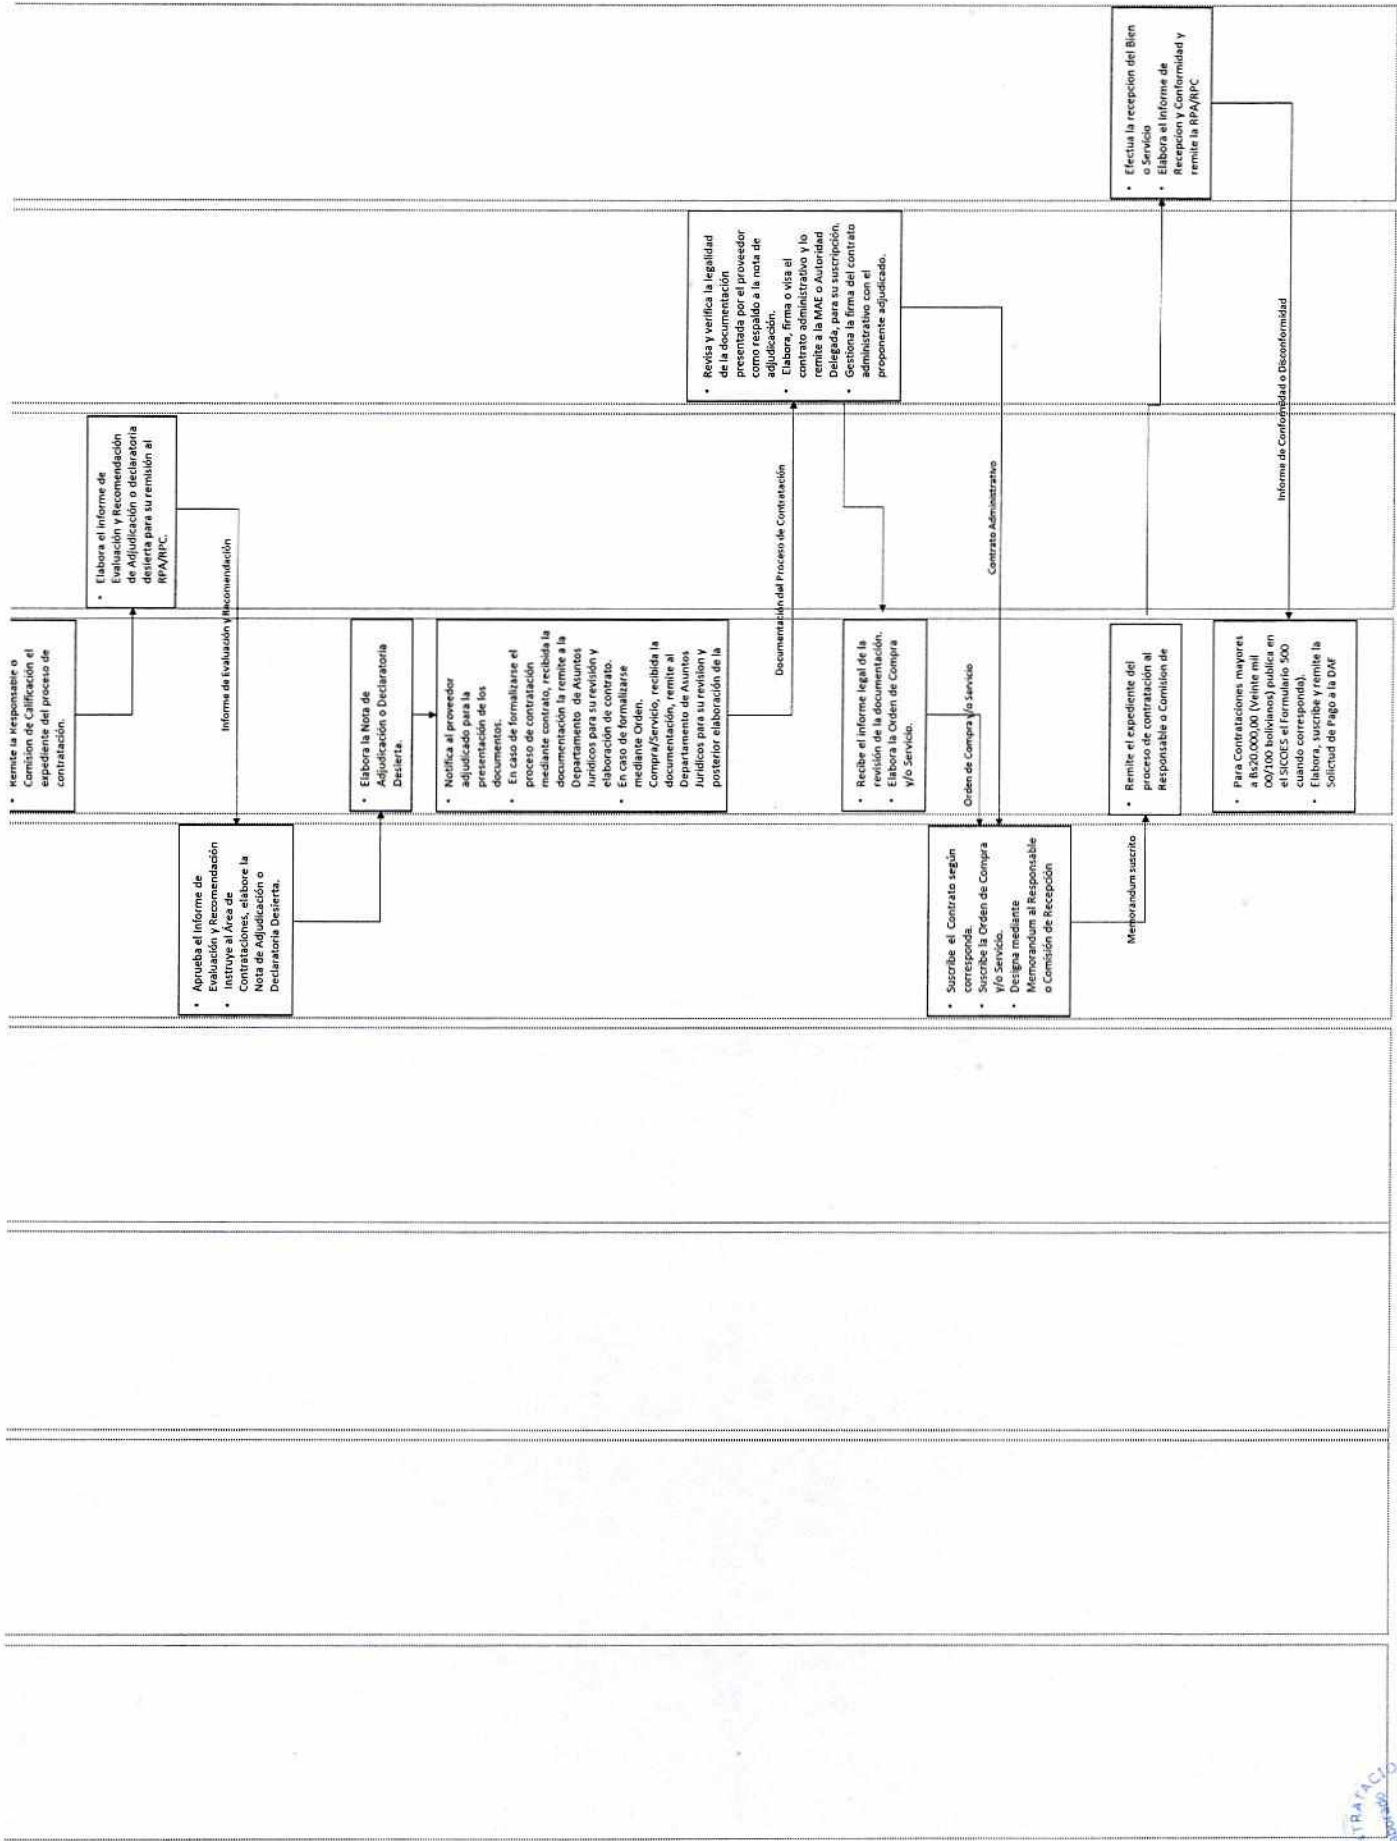 • Remite la Responsable o
Comision de Calificación el
expediente del proceso de
contratación.
• Elabora el Informe de
Evaluación y Recomendación
de Adjudicación o declaratoria
desierta para su remisión al
RPA/RPC.
Informe de Evaluación y Recomendación
• Aprueba el Informe de
Evaluación y Recomendación
• Instruye al Área de
Contrataciones, elabore la
Nota de Adjudicación o
Declaratoria Desierta.
• Elabora la Nota de
Adjudicación o Declaratoria
Desierta.
• Notifica al proveedor
adjudicado para la
presentación de los
documentos.
• En caso de formalizarse el
proceso de contratación
mediante contrato, recibida la
documentación la remite a la
Departamento de Asuntos
Jurídicos para su revisión y
elaboración de contrato.
• En caso de formalizarse
mediante Orden.
Compra/Servicio, recibida la
documentación, remite al
Departamento de Asuntos
Jurídicos para su revision y
posterior elaboración de la
Documentación del Proceso de Contratación
• Revisa y verifica la legalidad
de la documentación
presentada por el proveedor
como respaldo a la nota de
adjudicación.
• Elabora, firma o visa el
contrato administrativo y lo
remite a la MAE o Autoridad
Delegada, para su suscripción.
• Gestiona la firma del contrato
administrativo con el
proponente adjudicado.
• Recibe el informe legal de la
revisión de la documentación.
• Elabora la Orden de Compra
y/o Servicio.
Orden de Compra y/o Servicio
Contrato Administrativo
• Suscribe el Contrato según
corresponda.
• Suscribe la Orden de Compra
y/o Servicio.
• Designa mediante
Memorandum al Responsable
o Comisión de Recepción
Memorandum suscrito
• Remite el expediente del
proceso de contratación al
Responsable o Comision de
• Efectua la recepcion del Bien
o Servicio
• Elabora el Informe de
Recepcion y Conformidad y
remite la RPA/RPC
Informe de Conformidad o Disconformidad
• Para Contrataciones mayores
a Bs20.000,00 (Veinte mil
00/100 bolivianos) publica en
el SICOES el Formulario 500
cuando corresponda).
• Elabora, suscribe y remite la
Solicitud de Pago a la DAF
TRATACIO